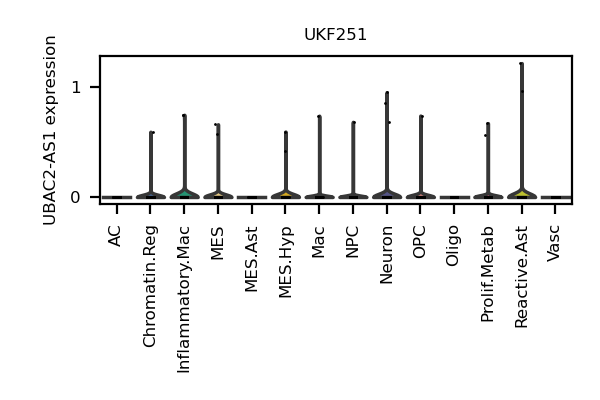 UKF251
UBAC2-AS1 expression
1
0
AC
Chromatin.Reg
Inflammatory.Mac
MES
MES.Ast
MES.Hyp
Mac
NPC
Neuron
OPC
Oligo
Prolif.Metab
Reactive.Ast
Vasc